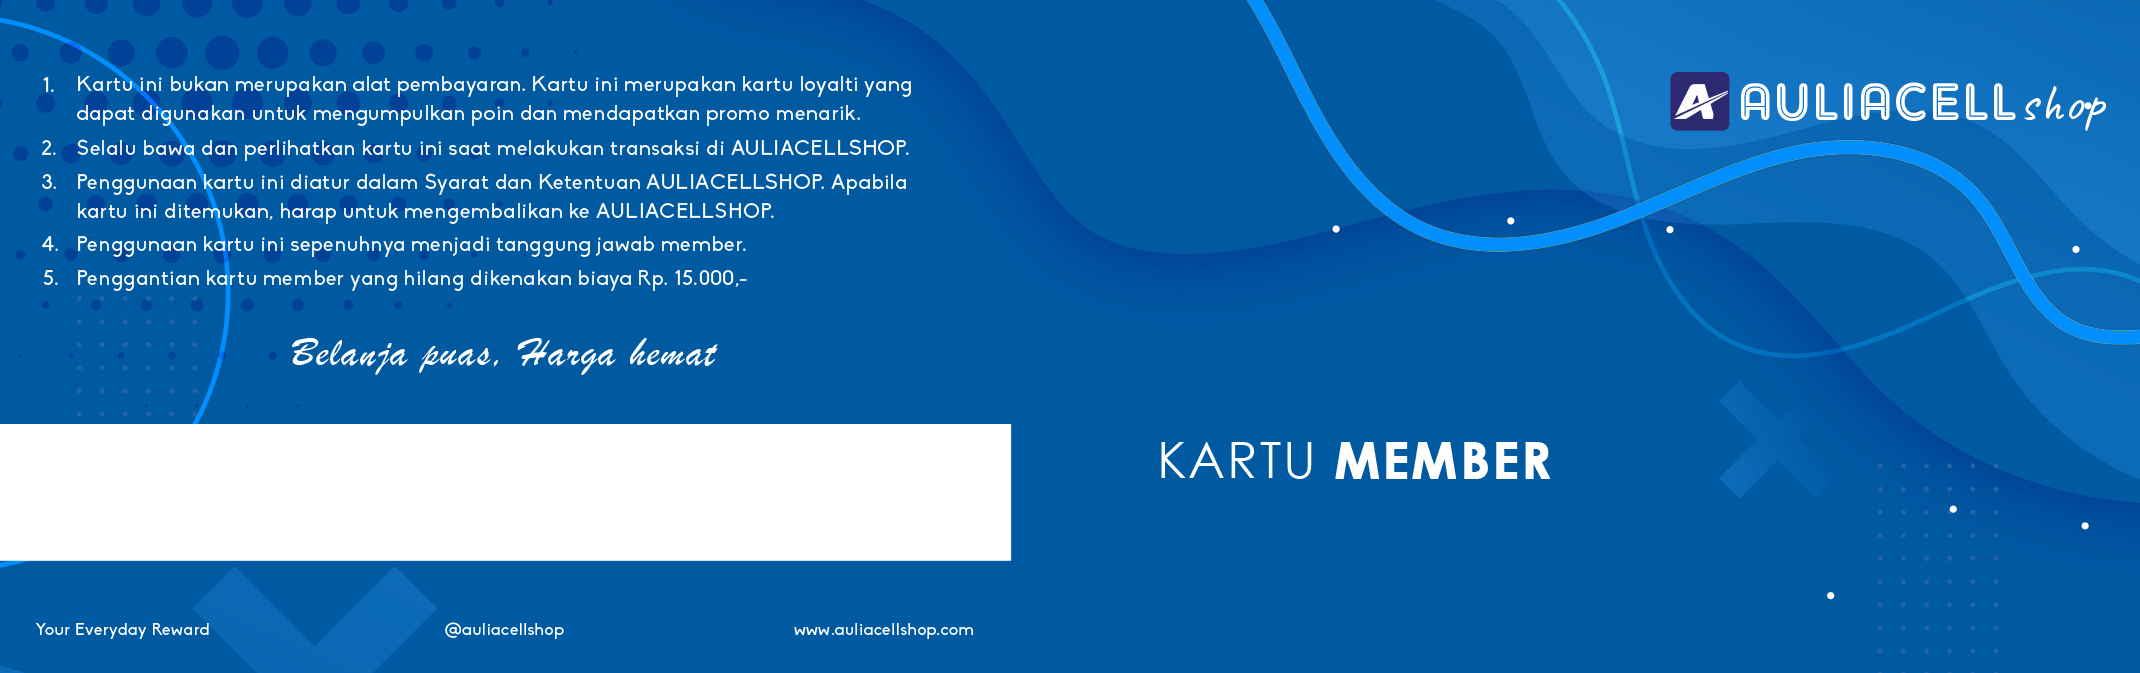 1. Kartu ini bukan merupakan alat pembayaran. Kartu ini merupakan kartu loyalti yang
dapat digunakan untuk mengumpulkan poin dan mendapatkan promo menarik.
2. Selalu bawa dan perlihatkan kartu ini saat melakukan transaksi di AULIACELLSHOP.
3. Penggunaan kartu ini diatur dalam Syarat dan Ketentuan AULIACELLSHOP. Apabila
kartu ini ditemukan, harap untuk mengembalikan ke AULIACELLSHOP.
4. Penggunaan kartu ini sepenuhnya menjadi tanggung jawab member.
5. Penggantian kartu member yang hilang dikenakan biaya Rp. 15.000,-
Belanja puas, Harga hemat
Your Everyday Reward
@auliacellshop
www.auliacellshop.com
A AULIACELL shop
KARTU MEMBER